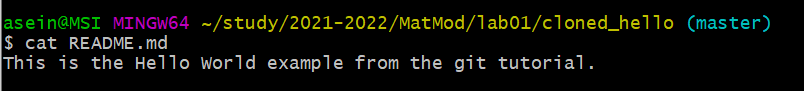 asein@MSI MINGW64 ~/study/2021-2022/MatMod/lab01/cloned_hello (master)
$ cat README.md
This is the Hello World example from the git tutorial.